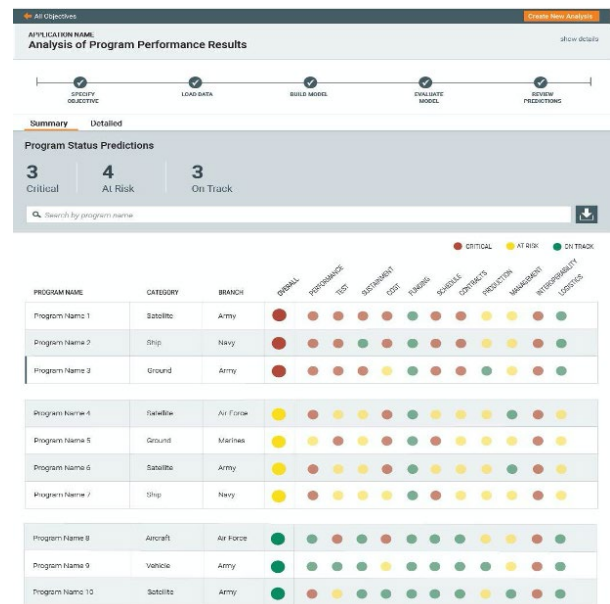 All Objectives
Create New Analysis
APPLICATION NAME
Analysis of Program Performance Results
show details
SPECIFY
OBJECTIVE
LOAD DATA
BUILD MODEL
EVALUATE
MODEL
REVIEW
PREDICTIONS
Summary Detailed
Program Status Predictions
3 4 3
Critical At Risk On Track
Search by program name
CRITICAL AT RISK ON TRACK
PROGRAM NAME CATEGORY BRANCH OVERALL PERFORMANCE TEST SUSTAINMENT COST FUNDING SCHEDULE CONTRACTS PRODUCTION MANAGEMENT INTEROPERABILITY LOGISTICS
Program Name 1 Satellite Army
Program Name 2 Ship Navy
Program Name 3 Ground Army
Program Name 4 Satellite Air Force
Program Name 5 Ground Marines
Program Name 6 Satellite Army
Program Name 7 Ship Navy
Program Name 8 Aircraft Air Force
Program Name 9 Vehicle Army
Program Name 10 Satellite Army